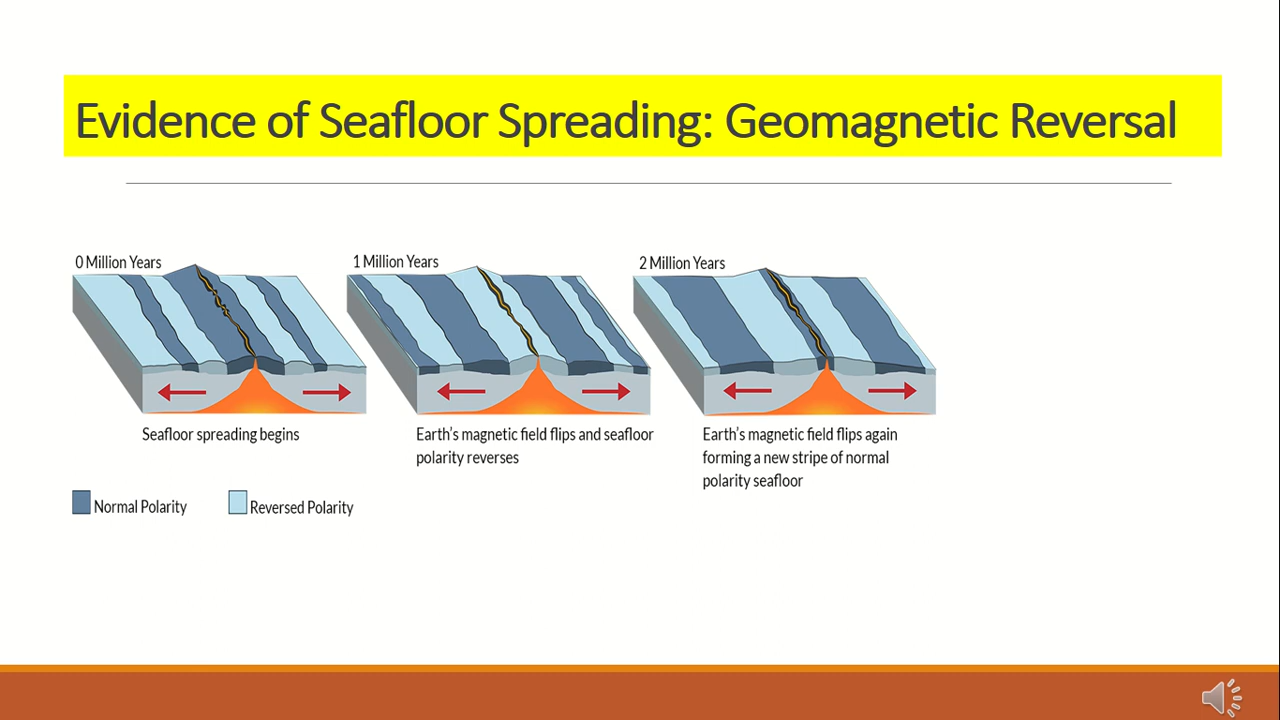 Evidence of Seafloor Spreading: Geomagnetic Reversal
0 Million Years
1 Million Years
2 Million Years
Seafloor spreading begins
Earth's magnetic field flips and seafloor
polarity reverses
Earth's magnetic field flips again
forming a new stripe of normal
polarity seafloor
Normal Polarity
Reversed Polarity